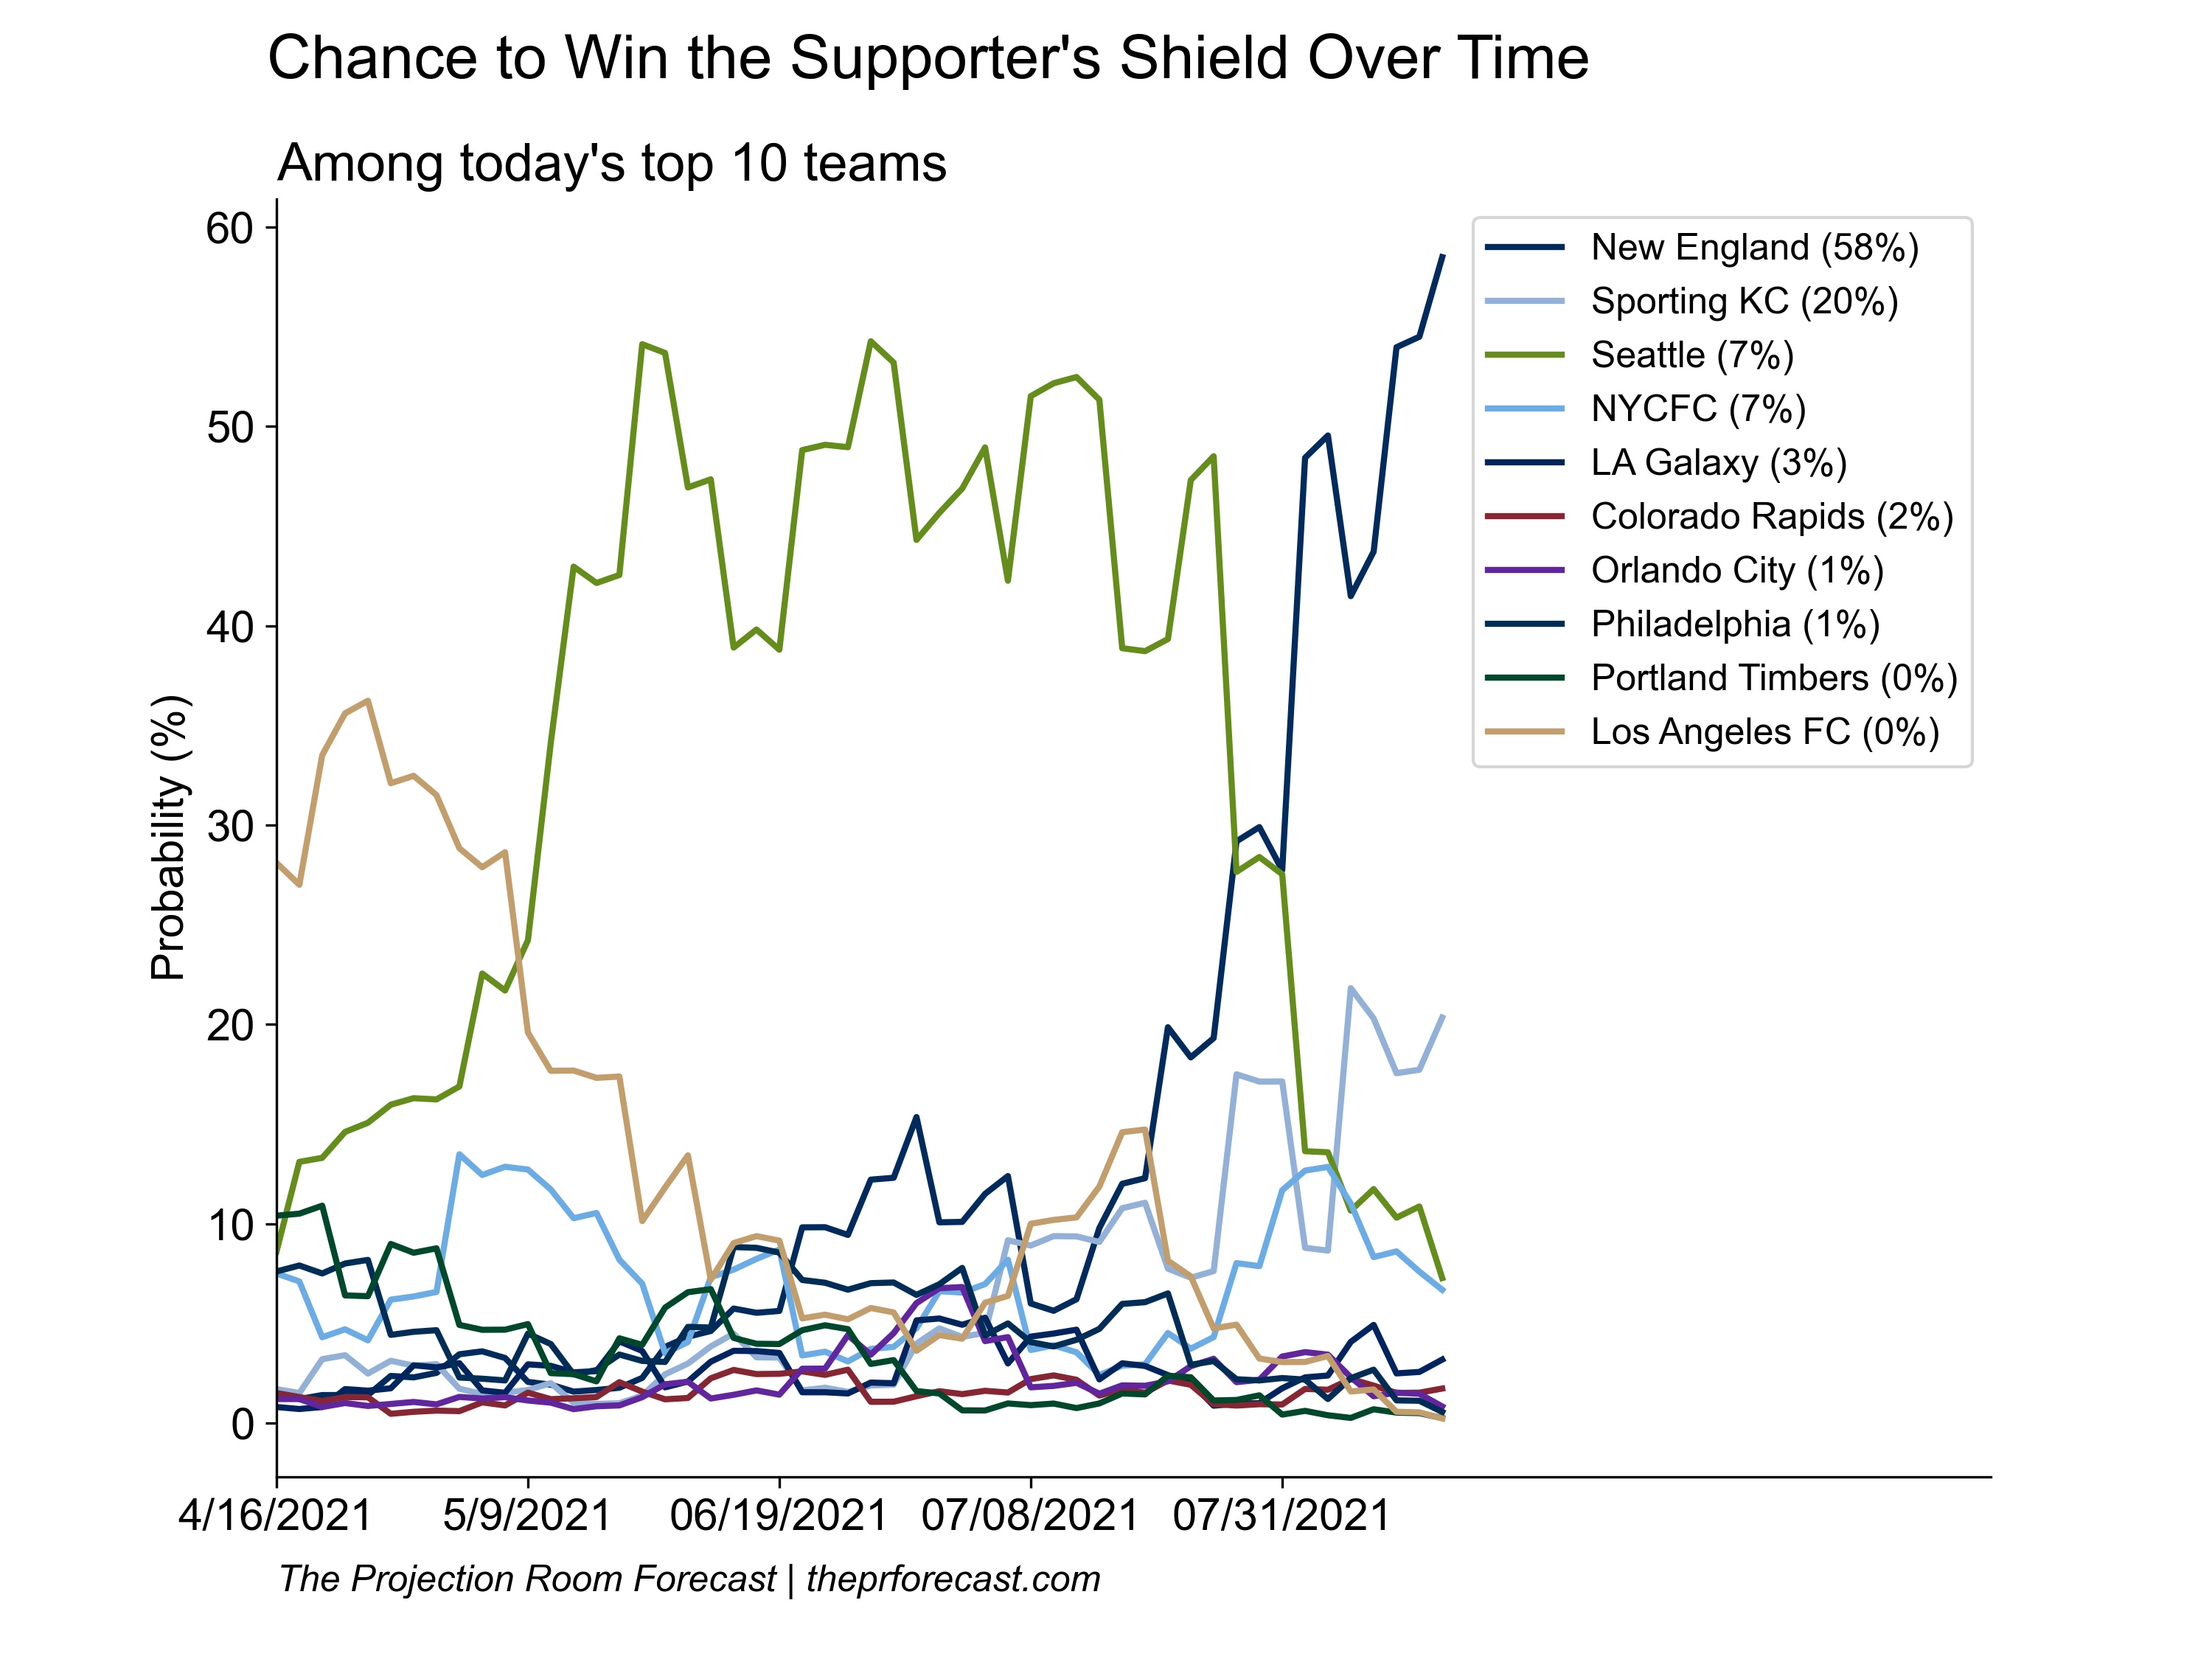 Chance to Win the Supporter's Shield Over Time
Among today's top 10 teams
60
50
40
30
20
10
0
Probability (%)
New England (58%)
Sporting KC (20%)
Seattle (7%)
NYCFC (7%)
LA Galaxy (3%)
Colorado Rapids (2%)
Orlando City (1%)
Philadelphia (1%)
Portland Timbers (0%)
Los Angeles FC (0%)
4/16/2021 5/9/2021 06/19/2021 07/08/2021 07/31/2021
The Projection Room Forecast | theprforecast.com